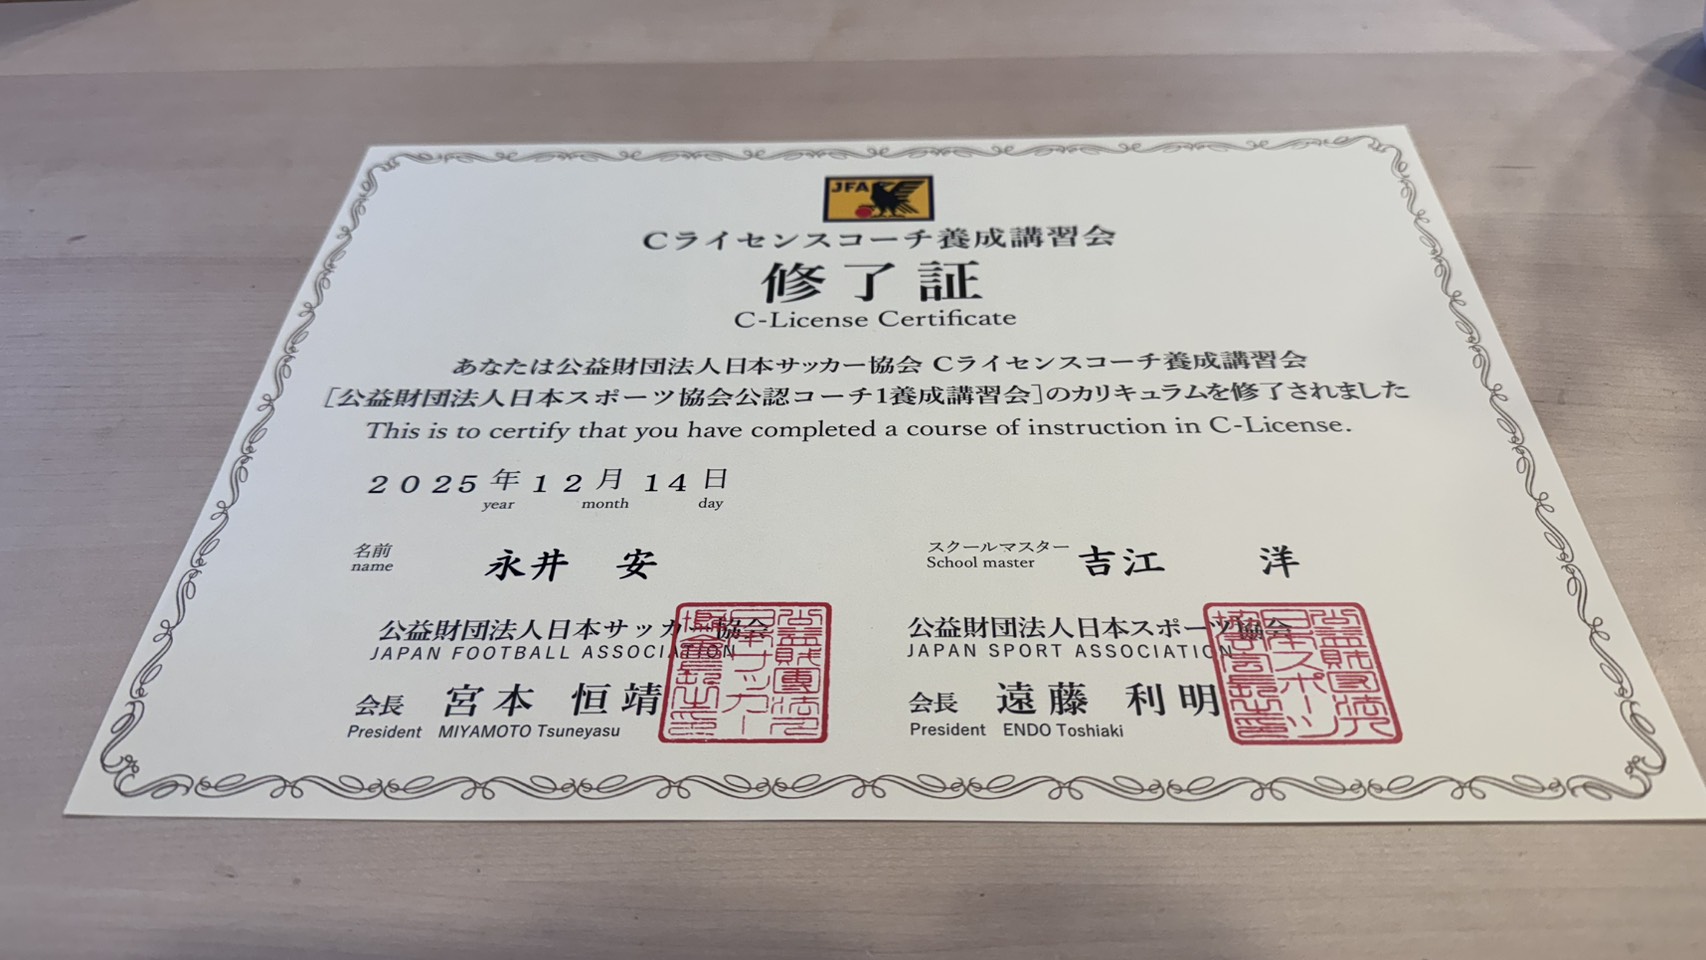 JFA
Cライセンスコーチ養成講習会
修了証
C-License Certificate
あなたは公益財団法人日本サッカー協会 Cライセンスコーチ養成講習会
[公益財団法人日本スポーツ協会公認コーチ1養成講習会]のカリキュラムを修了されました
This is to certify that you have completed a course of instruction in C-License.
2025年12月14日
year month day
名前 永井 安
name
スクールマスター 吉江 洋
School master
公益財団法人日本サッカー協会
JAPAN FOOTBALL ASSOCIATION
会長 宮本 恒靖
President MIYAMOTO Tsuneyasu
公益財団法人日本スポーツ協会
JAPAN SPORT ASSOCIATION
会長 遠藤 利明
President ENDO Toshiaki